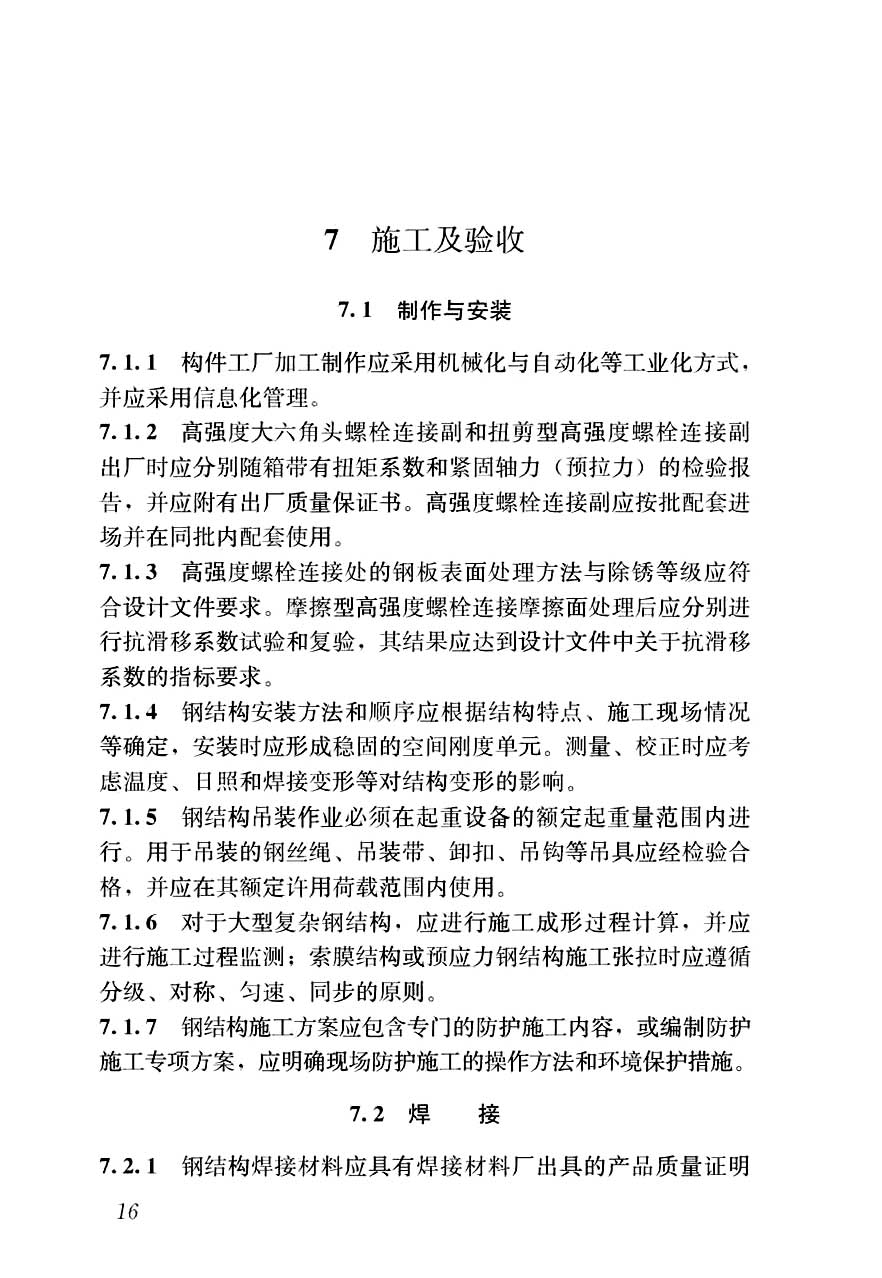 7 施工及验收
7.1 制作与安装
7.1.1 构件工厂加工制作应采用机械化与自动化等工业化方式，
并应采用信息化管理。
7.1.2 高强度大六角头螺栓连接副和扭剪型高强度螺栓连接副
出厂时应分别随箱带有扭矩系数和紧固轴力（预拉力）的检验报
告，并应附有出厂质量保证书。高强度螺栓连接副应按批配套进
场并在同批内配套使用。
7.1.3 高强度螺栓连接处的钢板表面处理方法与除锈等级应符
合设计文件要求。摩擦型高强度螺栓连接摩擦面处理后应分别进
行抗滑移系数试验和复验，其结果应达到设计文件中关于抗滑移
系数的指标要求。
7.1.4 钢结构安装方法和顺序应根据结构特点、施工现场情况
等确定，安装时应形成稳固的空间刚度单元。测量、校正时应考
虑温度、日照和焊接变形等对结构变形的影响。
7.1.5 钢结构吊装作业必须在起重设备的额定起重量范围内进
行。用于吊装的钢丝绳、吊装带、卸扣、吊钩等吊具应经检验合
格，并应在其额定许用荷载范围内使用。
7.1.6 对于大型复杂钢结构，应进行施工成形过程计算，并应
进行施工过程监测；索膜结构或预应力钢结构施工张拉时应遵循
分级、对称、匀速、同步的原则。
7.1.7 钢结构施工方案应包含专门的防护施工内容，或编制防护
施工专项方案，应明确现场防护施工的操作方法和环境保护措施。
7.2 焊 接
7.2.1 钢结构焊接材料应具有焊接材料厂出具的产品质量证明
16